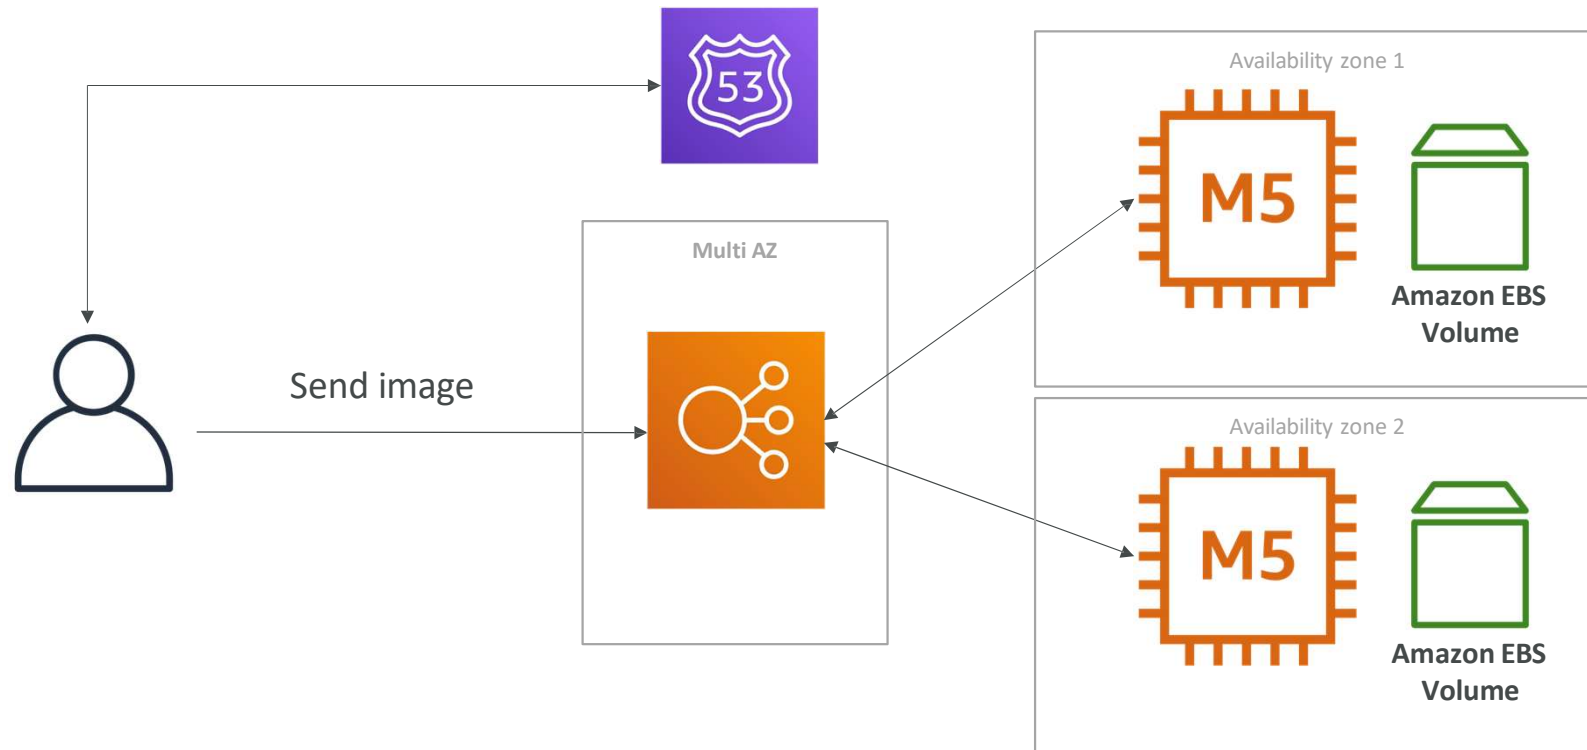 53
Availability zone 1
M5
Amazon EBS
Volume
Multi AZ
Send image
Availability zone 2
M5
Amazon EBS
Volume